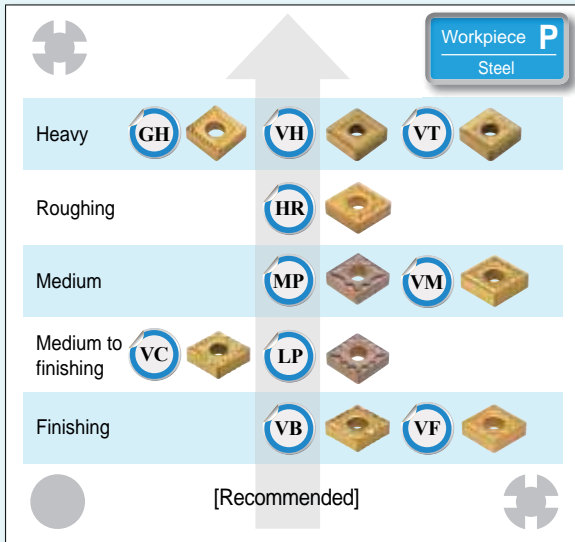 Workpiece P
Steel
Heavy GH VH VT
Roughing HR
Medium MP VM
Medium to
finishing VC LP
Finishing VB VF
[Recommended]